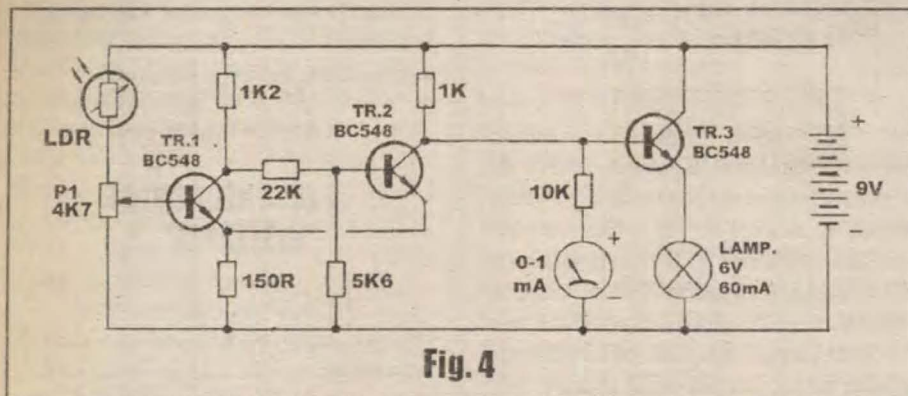 LDR
P1
4K7
1K2
TR.1
BC548
22K
150R
TR.2
BC548
5K6
1K
10K
+
0-1
mA
−
TR.3
BC548
LAMP.
6V
60mA
+
9V
−
Fig. 4